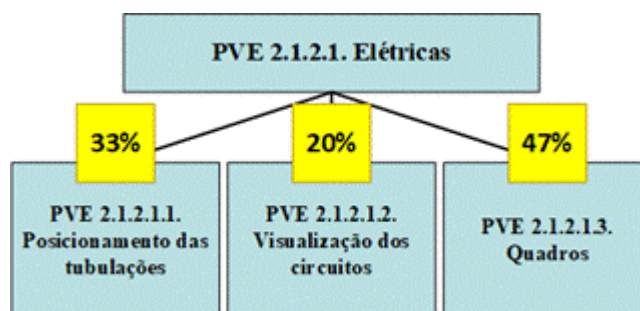 PVE 2.1.2.1. Elétricas
33%
20%
47%
PVE 2.1.2.1.1.
Posicionamento das
tubulações
PVE 2.1.2.1.2.
Visualização dos
circuitos
PVE 2.1.2.1.3.
Quadros